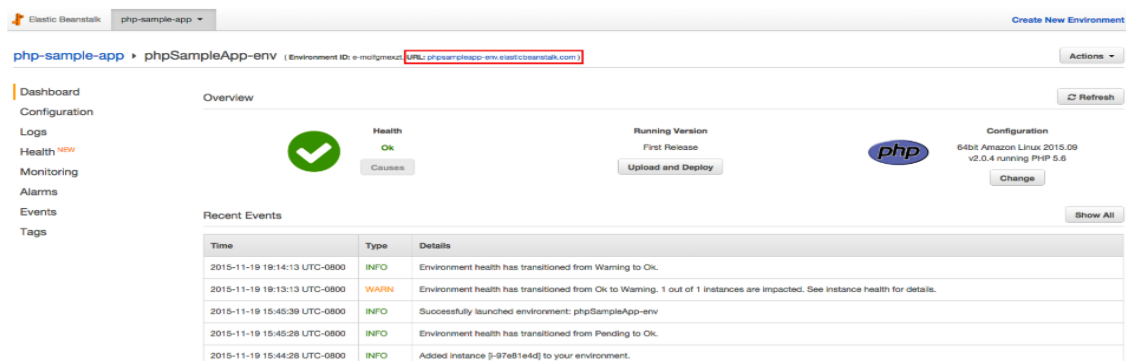 Elastic Beanstalk php-sample-app Create New Environment
php-sample-app ▸ phpSampleApp-env ( Environment ID: e-molfgmexzt, URL: phpsampleapp-env.elasticbeanstalk.com ) Actions
Dashboard
Configuration
Logs
Health NEW
Monitoring
Alarms
Events
Tags
Overview Refresh
Health
Ok
Causes
Running Version
First Release
Upload and Deploy
php
Configuration
64bit Amazon Linux 2015.09
v2.0.4 running PHP 5.6
Change
Recent Events Show All
Time Type Details
2015-11-19 19:14:13 UTC-0800 INFO Environment health has transitioned from Warning to Ok.
2015-11-19 19:13:13 UTC-0800 WARN Environment health has transitioned from Ok to Warning. 1 out of 1 instances are impacted. See instance health for details.
2015-11-19 15:45:39 UTC-0800 INFO Successfully launched environment: phpSampleApp-env
2015-11-19 15:45:28 UTC-0800 INFO Environment health has transitioned from Pending to Ok.
2015-11-19 15:44:28 UTC-0800 INFO Added instance [i-97e81e4d] to your environment.